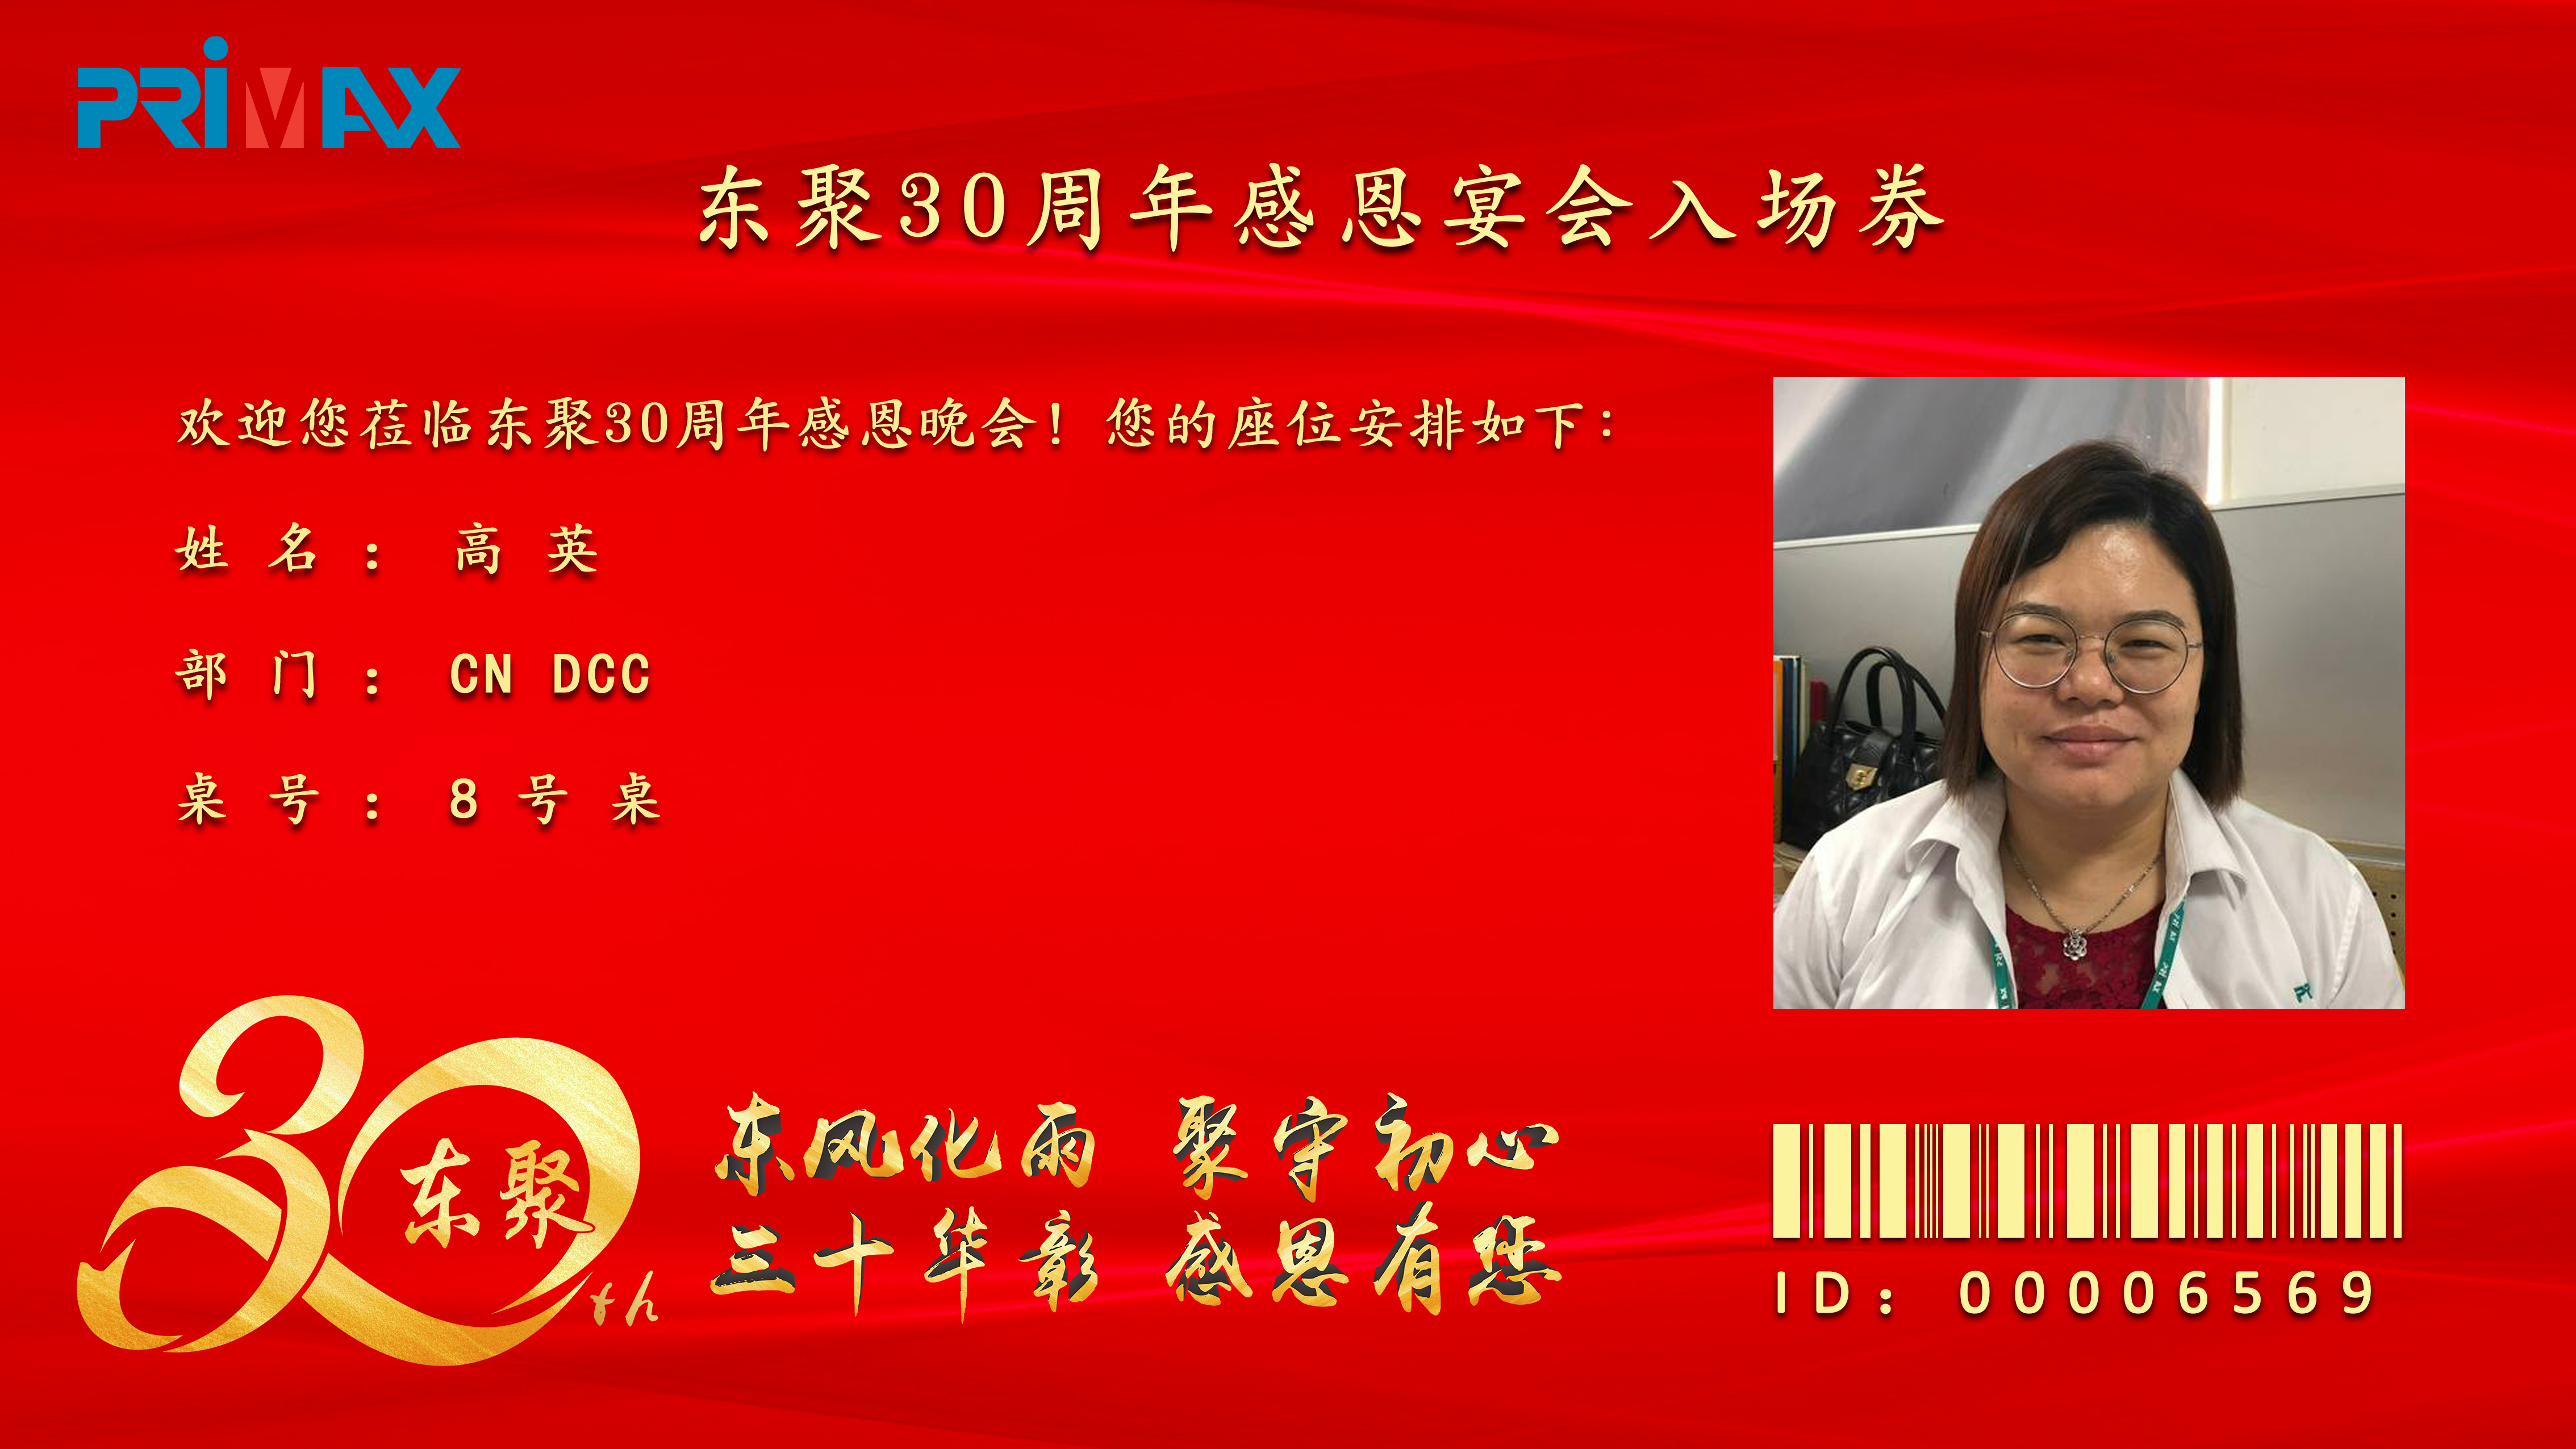 PRiMAX
东聚30周年感恩宴会入场券
欢迎您莅临东聚30周年感恩晚会！您的座位安排如下：
姓名：高英
部门：CN DCC
桌号：8号桌
30th
东聚
东风化雨 聚守初心
三十华彰 感恩有您
ID：00006569